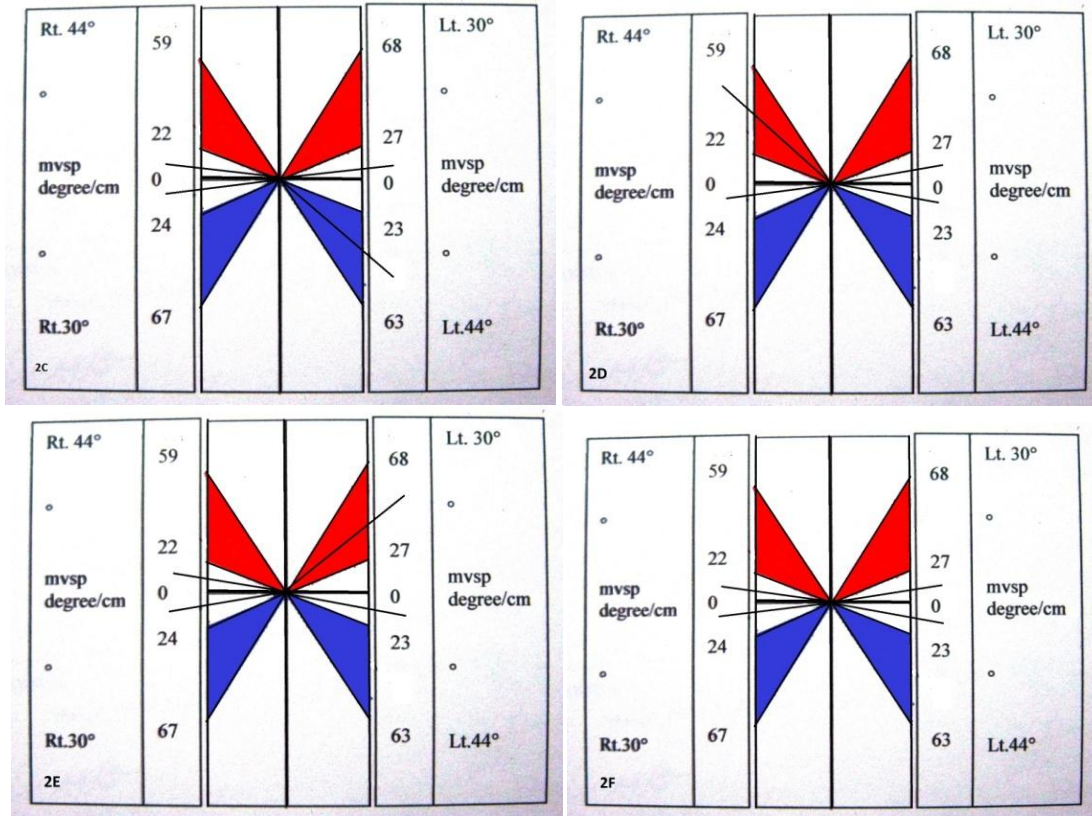 Rt. 44°
59
68
Lt. 30°
°
°
22
27
mvsp
degree/cm
0
0
mvsp
degree/cm
24
23
°
°
Rt.30°
67
63
Lt.44°
2C
Rt. 44°
59
68
Lt. 30°
°
°
22
27
mvsp
degree/cm
0
0
mvsp
degree/cm
24
23
°
°
Rt.30°
67
63
Lt.44°
2D
Rt. 44°
59
68
Lt. 30°
°
°
22
27
mvsp
degree/cm
0
0
mvsp
degree/cm
24
23
°
°
Rt.30°
67
63
Lt.44°
2E
Rt. 44°
59
68
Lt. 30°
°
°
22
27
mvsp
degree/cm
0
0
mvsp
degree/cm
24
23
°
°
Rt.30°
67
63
Lt.44°
2F